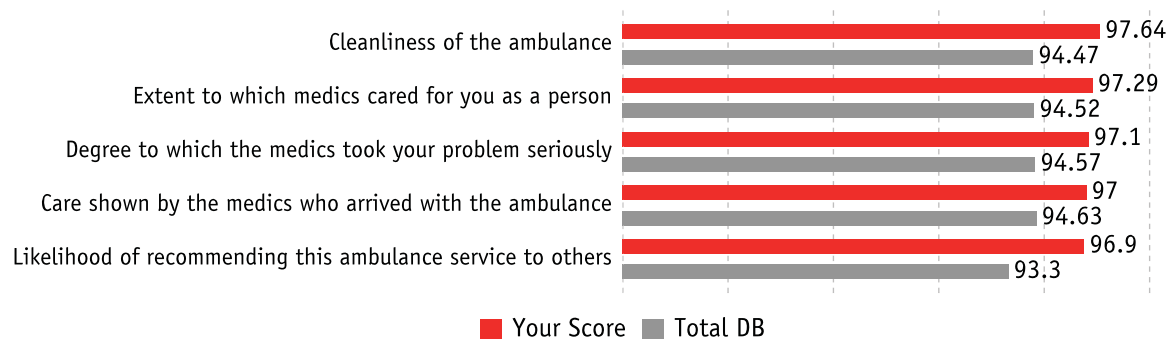 Cleanliness of the ambulance
97.64
94.47
Extent to which medics cared for you as a person
97.29
94.52
Degree to which the medics took your problem seriously
97.1
94.57
Care shown by the medics who arrived with the ambulance
97
94.63
Likelihood of recommending this ambulance service to others
96.9
93.3
Your Score Total DB